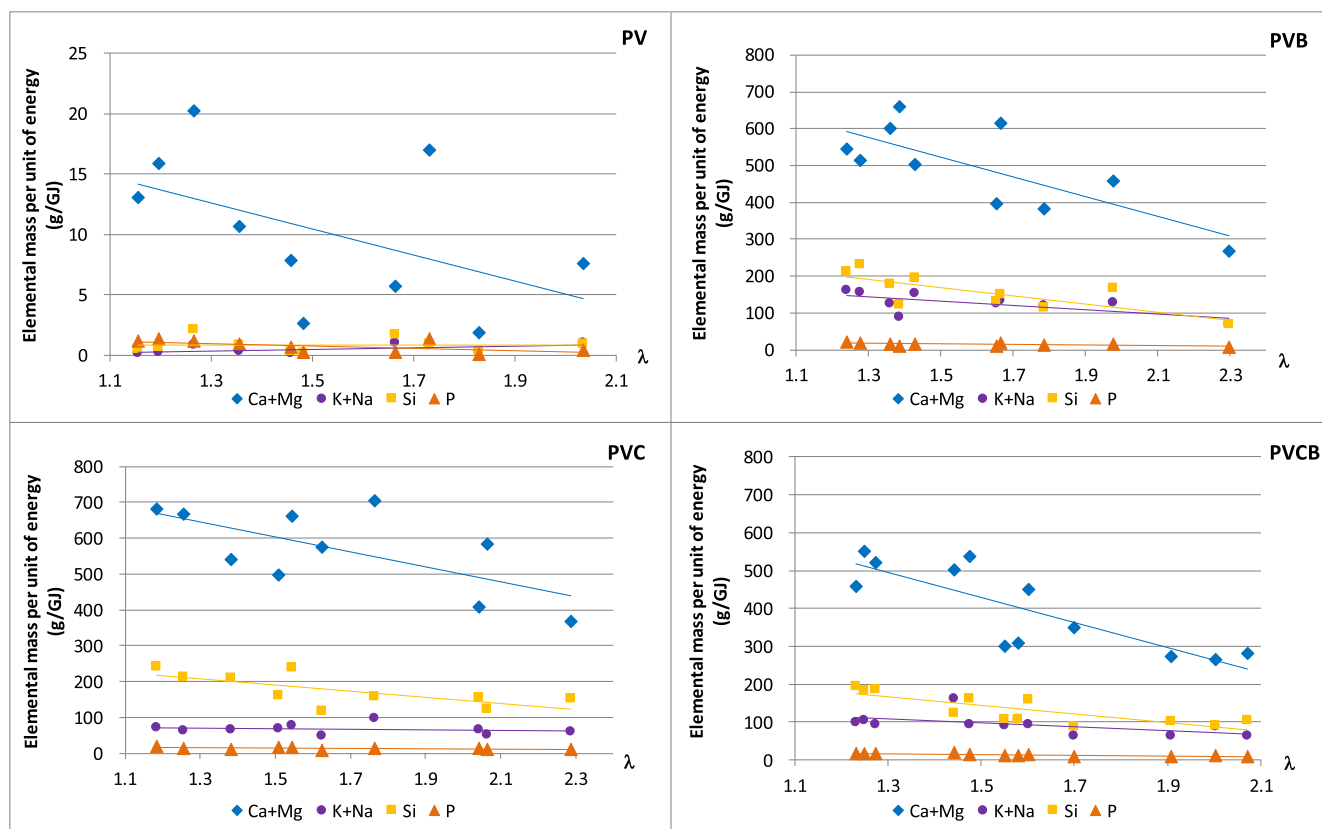 PV
Elemental mass per unit of energy
(g/GJ)
25
20
15
10
5
0
1.1 1.3 1.5 1.7 1.9 2.1
λ
Ca+Mg K+Na Si P
PVB
Elemental mass per unit of energy
(g/GJ)
800
700
600
500
400
300
200
100
0
1.1 1.3 1.5 1.7 1.9 2.1 2.3
λ
Ca+Mg K+Na Si P
PVC
Elemental mass per unit of energy
(g/GJ)
800
700
600
500
400
300
200
100
0
1.1 1.3 1.5 1.7 1.9 2.1 2.3
λ
Ca+Mg K+Na Si P
PVCB
Elemental mass per unit of energy
(g/GJ)
800
700
600
500
400
300
200
100
0
1.1 1.3 1.5 1.7 1.9 2.1
λ
Ca+Mg K+Na Si P